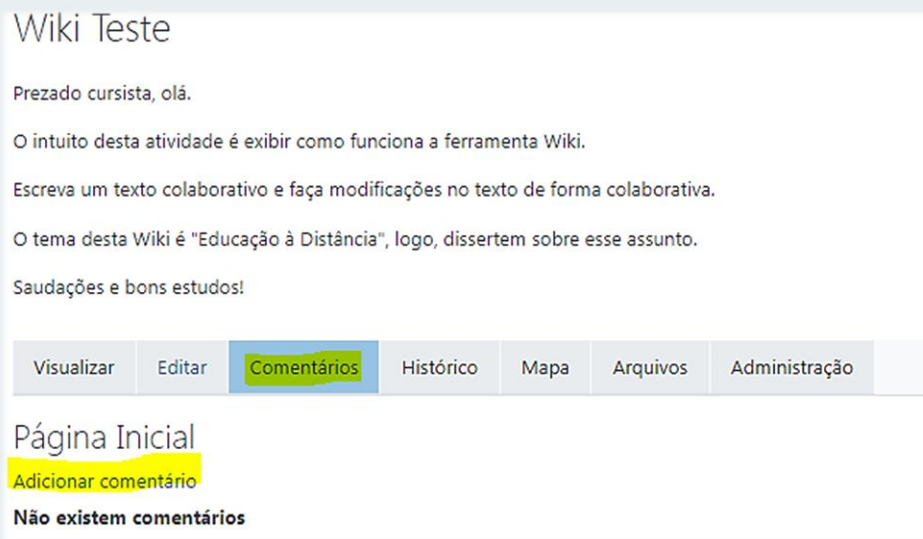 Wiki Teste
Prezado cursista, olá.
O intuito desta atividade é exibir como funciona a ferramenta Wiki.
Escreva um texto colaborativo e faça modificações no texto de forma colaborativa.
O tema desta Wiki é "Educação à Distância", logo, dissertem sobre esse assunto.
Saudações e bons estudos!
Visualizar Editar Comentários Histórico Mapa Arquivos Administração
Página Inicial
Adicionar comentário
Não existem comentários